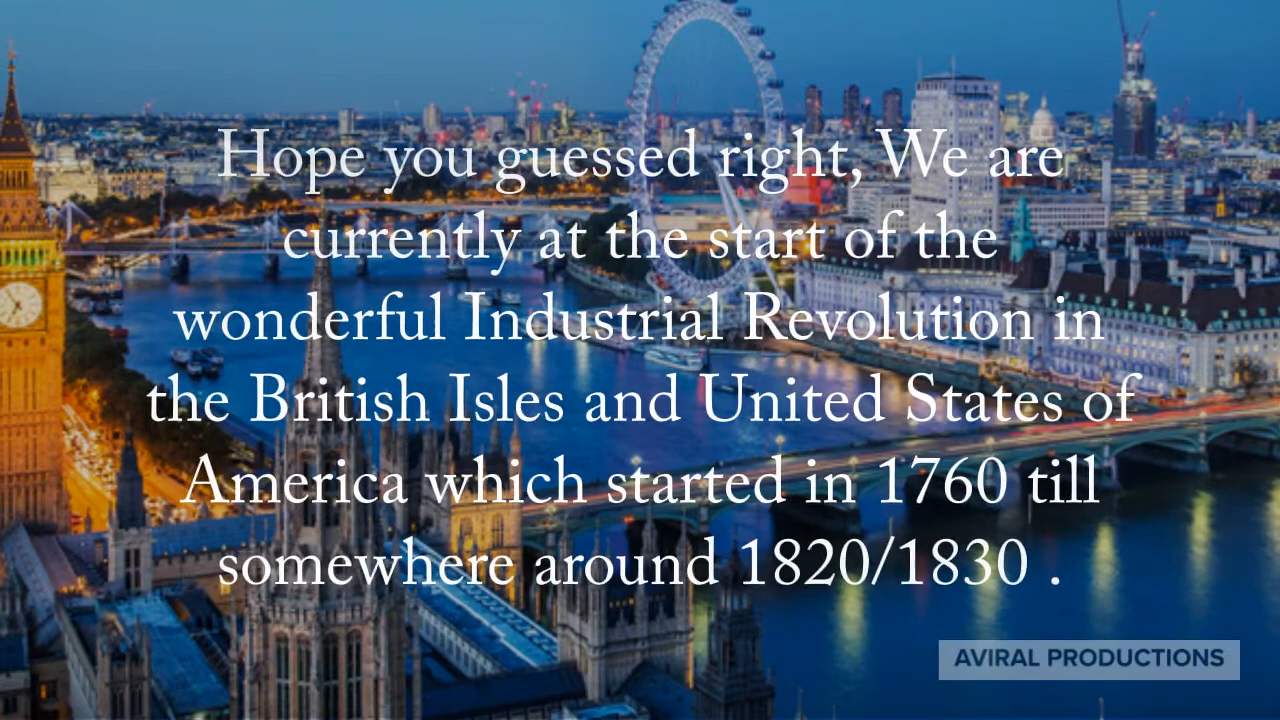 Hope you guessed right, We are
currently at the start of the
wonderful Industrial Revolution in
the British Isles and United States of
America which started in 1760 till
somewhere around 1820/1830 .
AVIRAL PRODUCTIONS